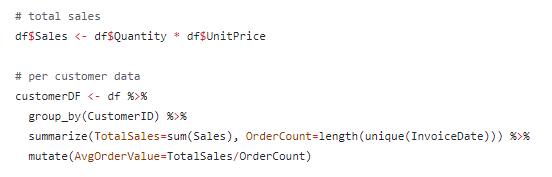 # total sales
df$Sales <- df$Quantity * df$UnitPrice
# per customer data
customerDF <- df %>%
group_by(CustomerID) %>%
summarize(TotalSales=sum(Sales), OrderCount=length(unique(InvoiceDate))) %>%
mutate(AvgOrderValue=TotalSales/OrderCount)